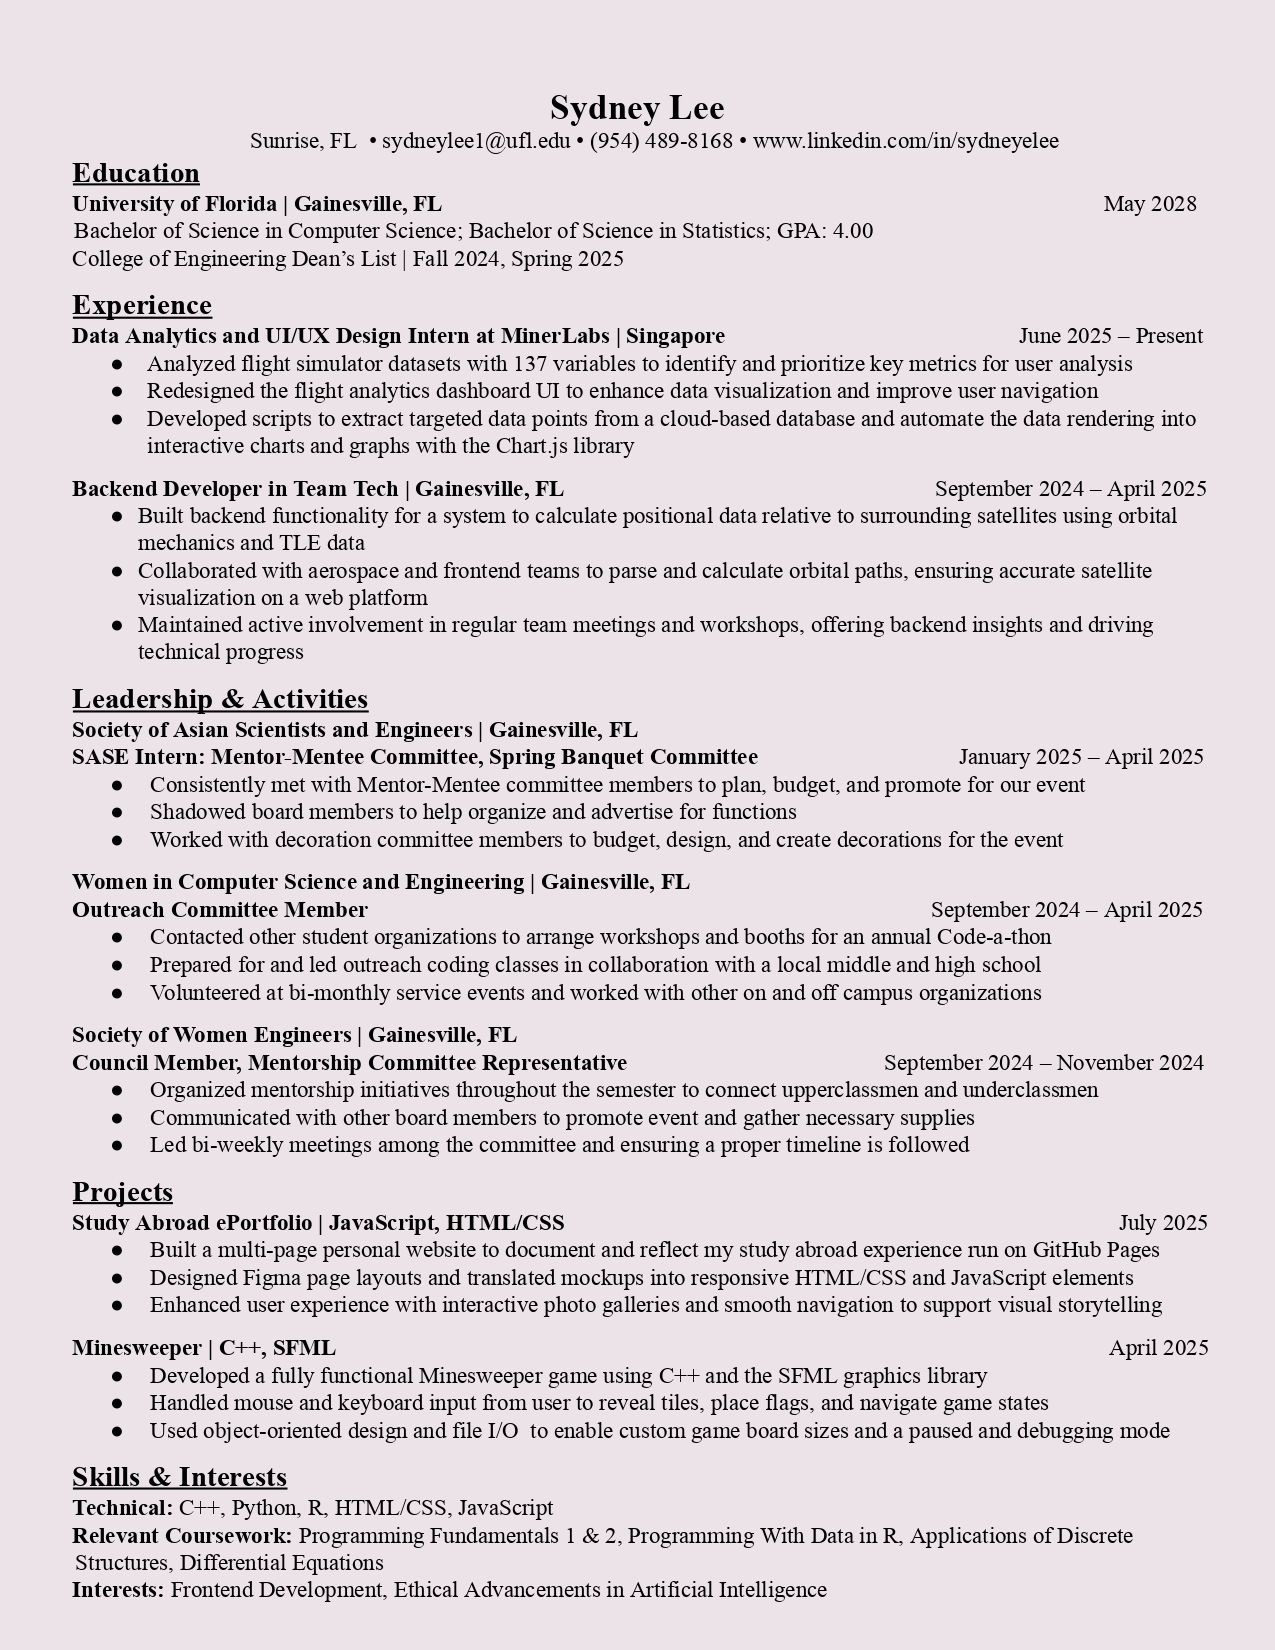 Sydney Lee
Sunrise, FL • sydneylee1@ufl.edu • (954) 489-8168 • www.linkedin.com/in/sydneyelee
Education
University of Florida | Gainesville, FL May 2028
Bachelor of Science in Computer Science; Bachelor of Science in Statistics; GPA: 4.00
College of Engineering Dean’s List | Fall 2024, Spring 2025
Experience
Data Analytics and UI/UX Design Intern at MinerLabs | Singapore June 2025 – Present
● Analyzed flight simulator datasets with 137 variables to identify and prioritize key metrics for user analysis
● Redesigned the flight analytics dashboard UI to enhance data visualization and improve user navigation
● Developed scripts to extract targeted data points from a cloud-based database and automate the data rendering into
interactive charts and graphs with the Chart.js library
Backend Developer in Team Tech | Gainesville, FL September 2024 – April 2025
● Built backend functionality for a system to calculate positional data relative to surrounding satellites using orbital
mechanics and TLE data
● Collaborated with aerospace and frontend teams to parse and calculate orbital paths, ensuring accurate satellite
visualization on a web platform
● Maintained active involvement in regular team meetings and workshops, offering backend insights and driving
technical progress
Leadership & Activities
Society of Asian Scientists and Engineers | Gainesville, FL
SASE Intern: Mentor-Mentee Committee, Spring Banquet Committee January 2025 – April 2025
● Consistently met with Mentor-Mentee committee members to plan, budget, and promote for our event
● Shadowed board members to help organize and advertise for functions
● Worked with decoration committee members to budget, design, and create decorations for the event
Women in Computer Science and Engineering | Gainesville, FL
Outreach Committee Member September 2024 – April 2025
● Contacted other student organizations to arrange workshops and booths for an annual Code-a-thon
● Prepared for and led outreach coding classes in collaboration with a local middle and high school
● Volunteered at bi-monthly service events and worked with other on and off campus organizations
Society of Women Engineers | Gainesville, FL
Council Member, Mentorship Committee Representative September 2024 – November 2024
● Organized mentorship initiatives throughout the semester to connect upperclassmen and underclassmen
● Communicated with other board members to promote event and gather necessary supplies
● Led bi-weekly meetings among the committee and ensuring a proper timeline is followed
Projects
Study Abroad ePortfolio | JavaScript, HTML/CSS July 2025
● Built a multi-page personal website to document and reflect my study abroad experience run on GitHub Pages
● Designed Figma page layouts and translated mockups into responsive HTML/CSS and JavaScript elements
● Enhanced user experience with interactive photo galleries and smooth navigation to support visual storytelling
Minesweeper | C++, SFML April 2025
● Developed a fully functional Minesweeper game using C++ and the SFML graphics library
● Handled mouse and keyboard input from user to reveal tiles, place flags, and navigate game states
● Used object-oriented design and file I/O to enable custom game board sizes and a paused and debugging mode
Skills & Interests
Technical: C++, Python, R, HTML/CSS, JavaScript
Relevant Coursework: Programming Fundamentals 1 & 2, Programming With Data in R, Applications of Discrete
Structures, Differential Equations
Interests: Frontend Development, Ethical Advancements in Artificial Intelligence